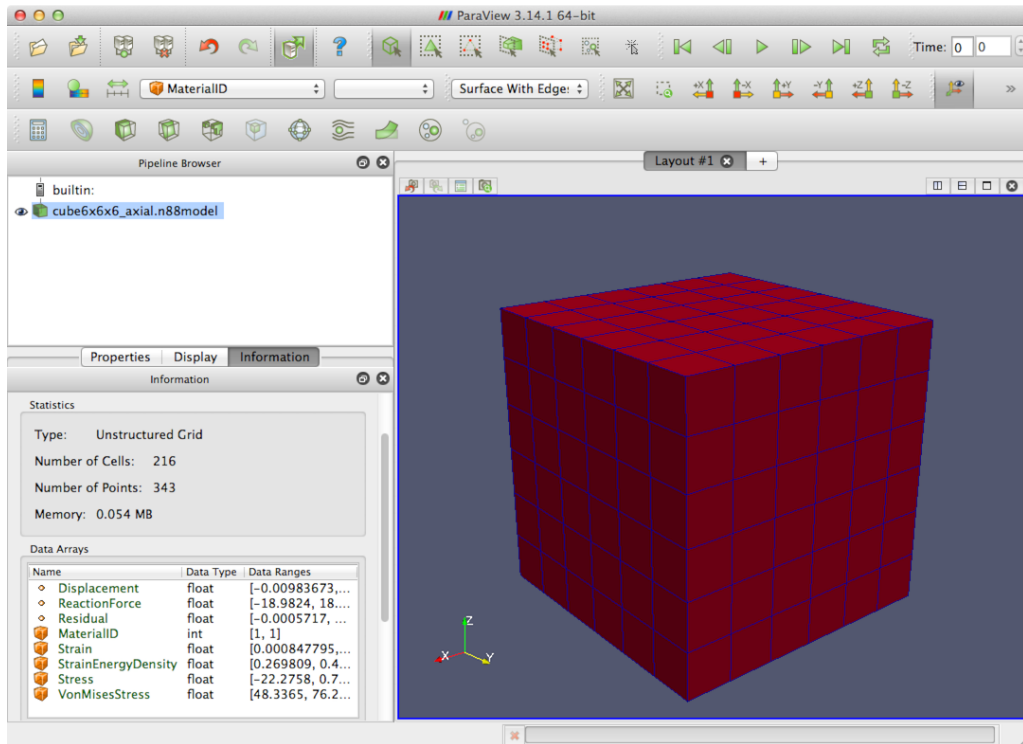 ParaView 3.14.1 64-bit
Time: 0 0
MaterialID
Surface With Edge:
+X -X +Y -Y +Z -Z
Pipeline Browser
Layout #1
+
builtin:
cube6x6x6_axial.n88model
Properties Display Information
Information
Statistics
Type: Unstructured Grid
Number of Cells: 216
Number of Points: 343
Memory: 0.054 MB
Data Arrays
Name Data Type Data Ranges
Displacement float [-0.00983673,...
ReactionForce float [-18.9824, 18....
Residual float [-0.0005717, ...
MaterialID int [1, 1]
Strain float [0.000847795,...
StrainEnergyDensity float [0.269809, 0.4...
Stress float [-22.2758, 0.7...
VonMisesStress float [48.3365, 76.2...
Z
X Y